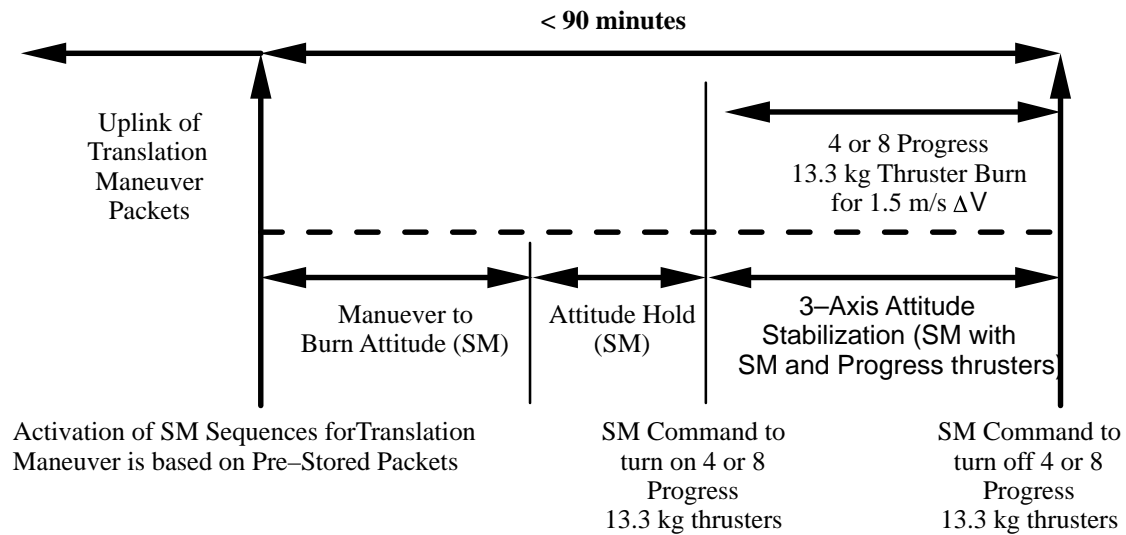 < 90 minutes
Uplink of
Translation
Maneuver
Packets
4 or 8 Progress
13.3 kg Thruster Burn
for 1.5 m/s ΔV
Manuever to
Burn Attitude (SM)
Attitude Hold
(SM)
3–Axis Attitude
Stabilization (SM with
SM and Progress thrusters)
Activation of SM Sequences forTranslation
Maneuver is based on Pre–Stored Packets
SM Command to
turn on 4 or 8
Progress
13.3 kg thrusters
SM Command to
turn off 4 or 8
Progress
13.3 kg thrusters